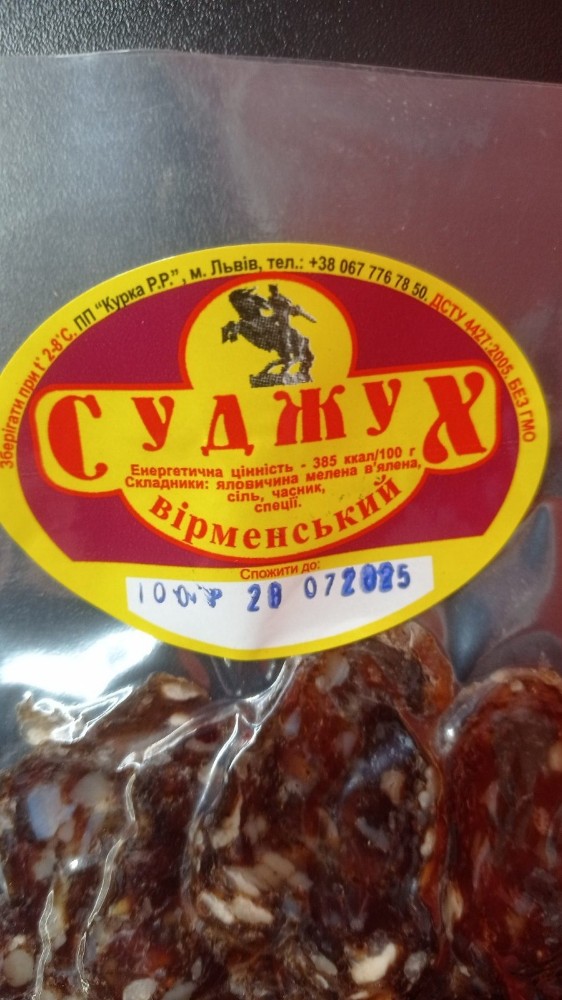 Зберігати при t° 2-8°С. ПП "Курка Р.Р.", м. Львів, тел.: +38 067 776 78 50. ДСТУ 4427:2005. БЕЗ ГМО
СУДЖУХ
Енергетична цінність - 385 ккал/100 г
Складники: яловичина мелена в'ялена,
сіль, часник,
спеції.
вірменський
Спожити до:
100г 28 07 2025